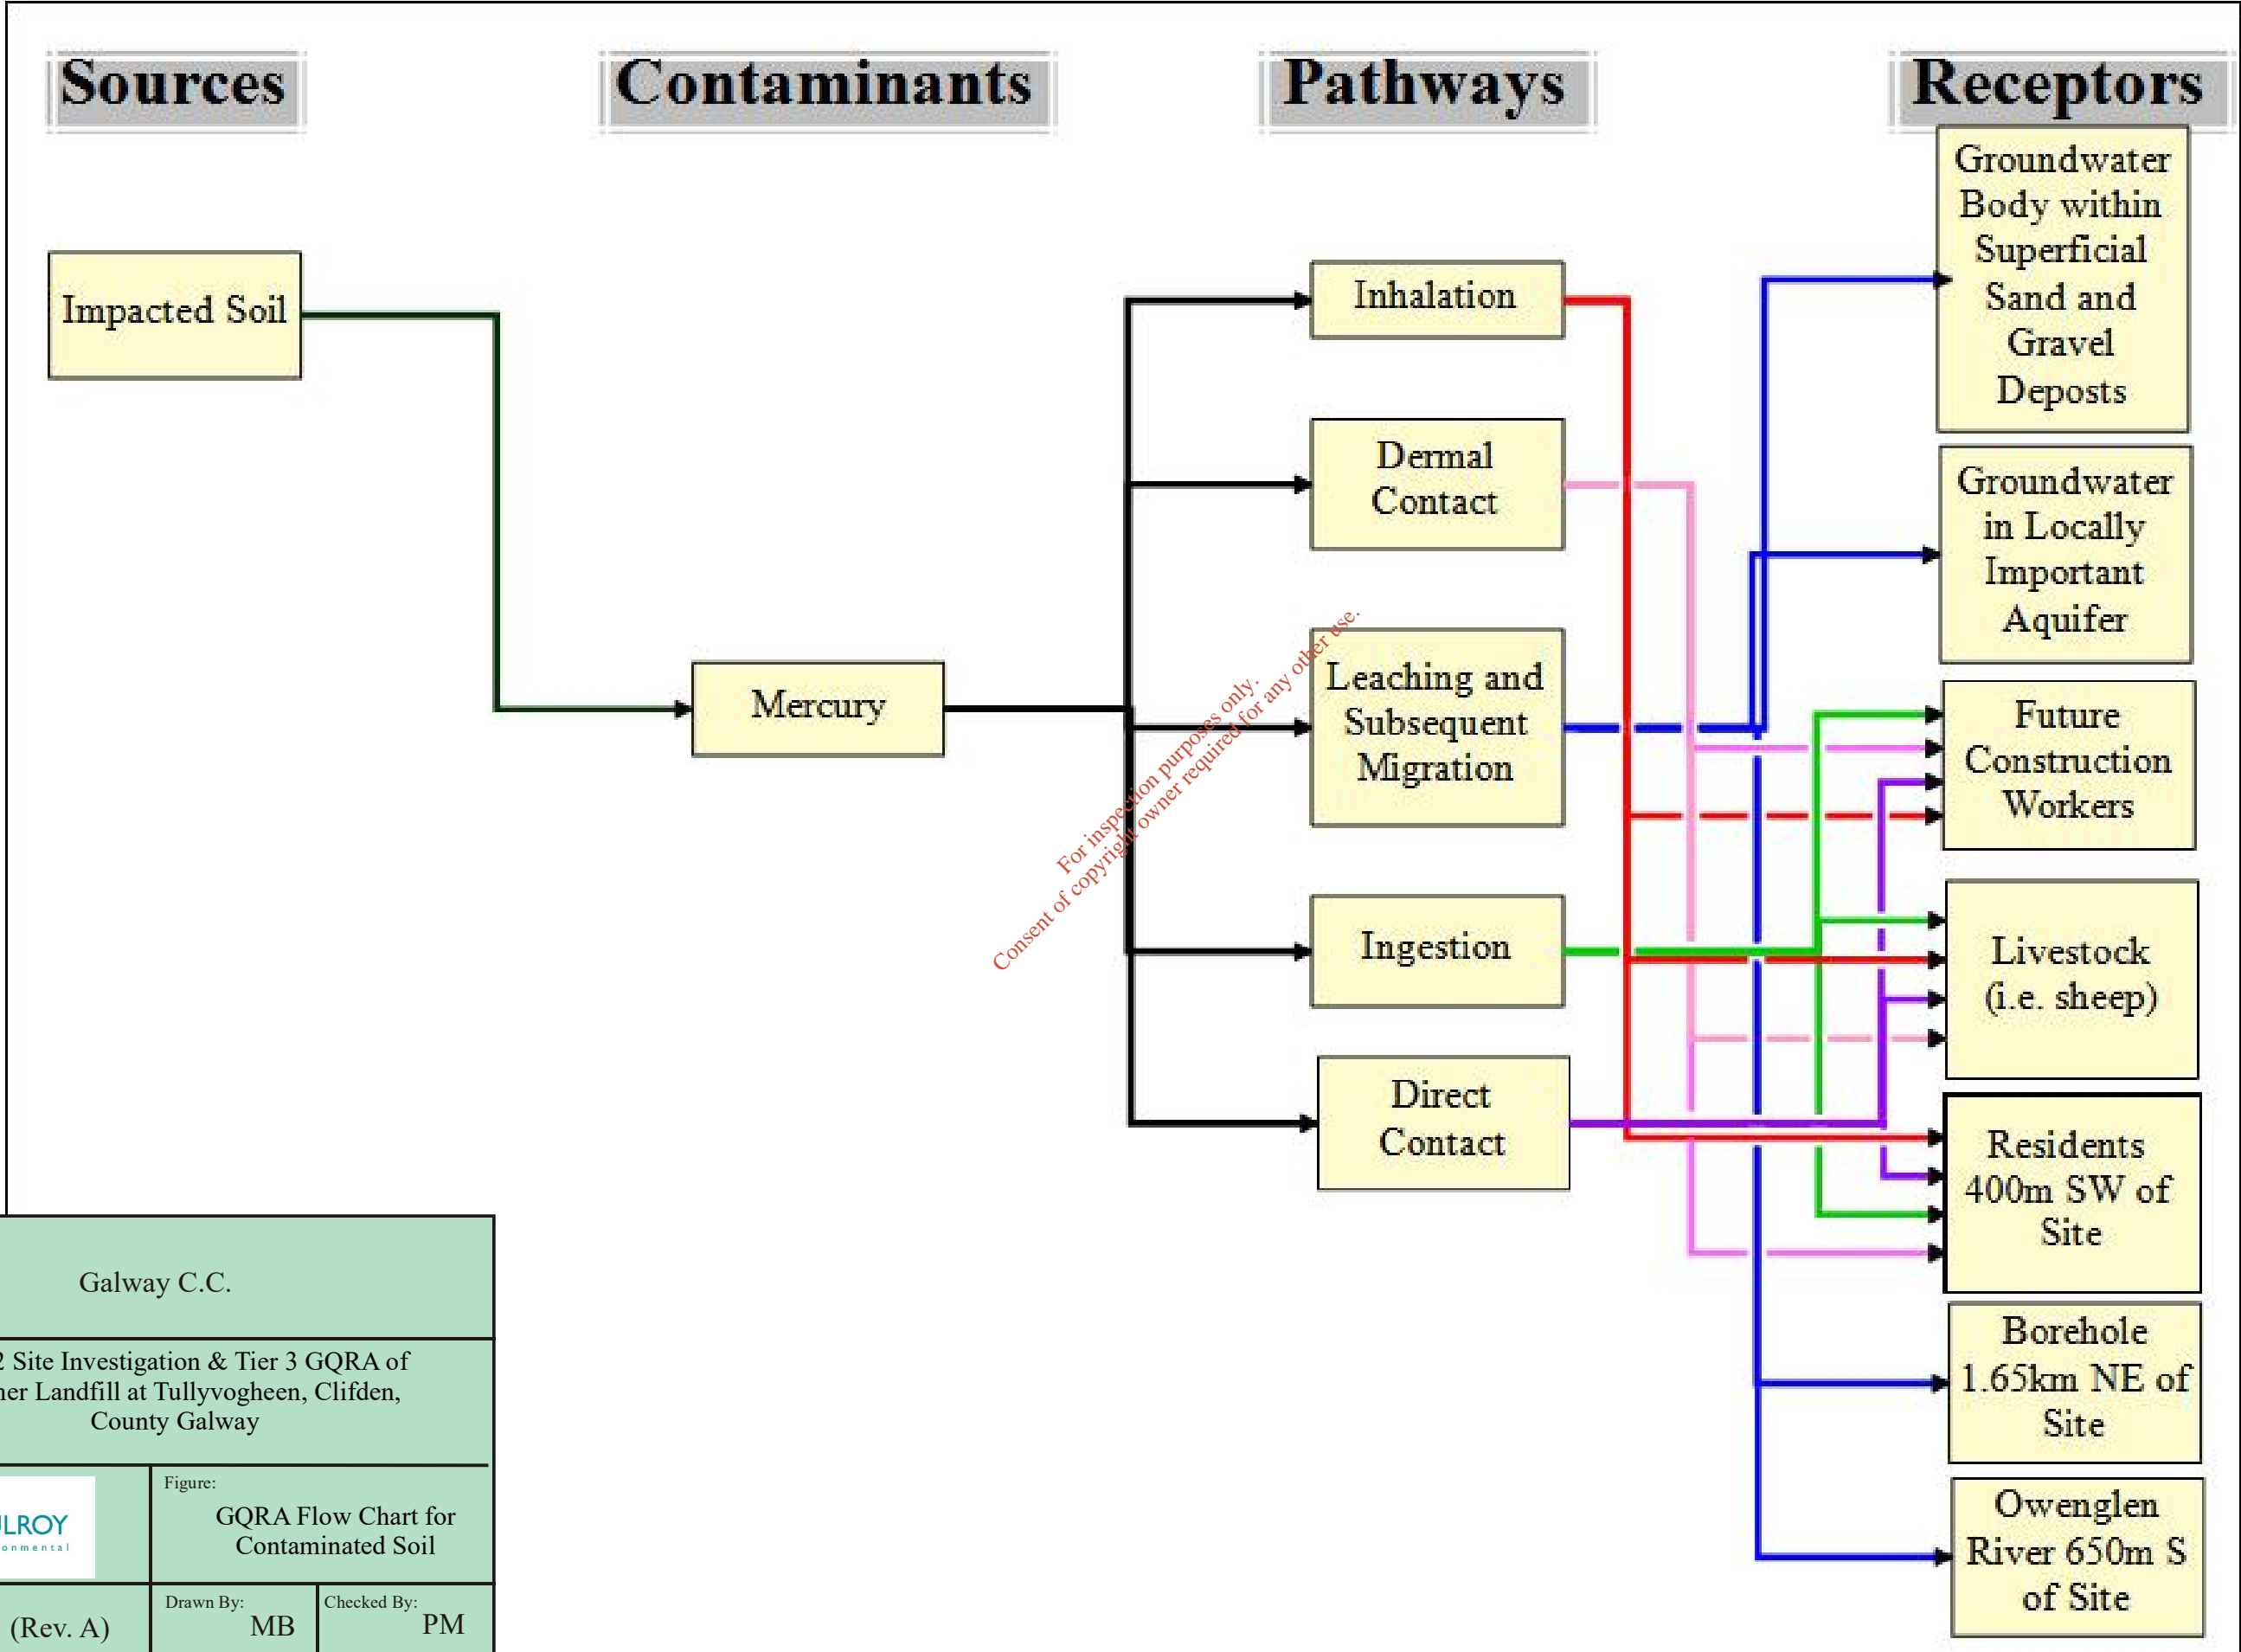 Sources
Contaminants
Pathways
Receptors
Impacted Soil
Mercury
Inhalation
Dermal
Contact
Leaching and
Subsequent
Migration
Ingestion
Direct
Contact
Groundwater
Body within
Superficial
Sand and
Gravel
Deposts
Groundwater
in Locally
Important
Aquifer
Future
Construction
Workers
Livestock
(i.e. sheep)
Residents
400m SW of
Site
Borehole
1.65km NE of
Site
Owenglen
River 650m S
of Site
For inspection purposes only.
Consent of copyright owner required for any other use.
Galway C.C.
2 Site Investigation & Tier 3 GQRA of
ner Landfill at Tullyvogheen, Clifden,
County Galway
LROY
onmental
Figure:
GQRA Flow Chart for
Contaminated Soil
(Rev. A)
Drawn By:
MB
Checked By:
PM